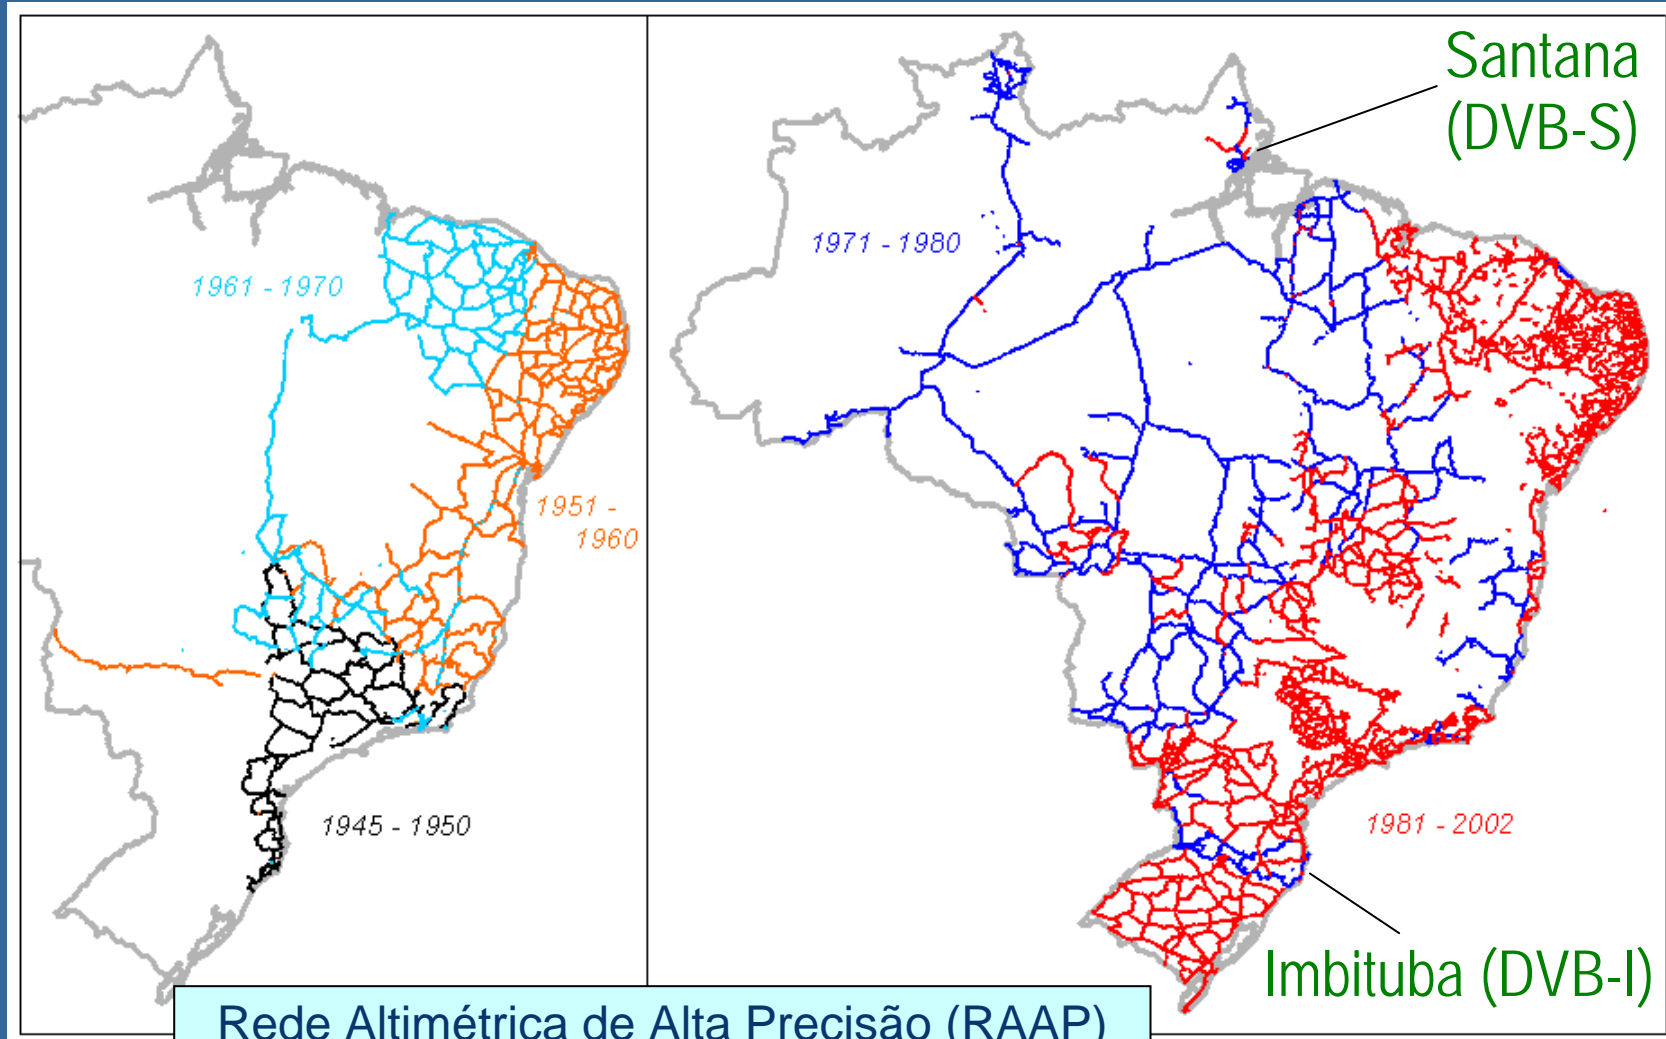 1961 - 1970
1951 -
1960
1945 - 1950
Santana
(DVB-S)
1971 - 1980
1981 - 2002
Imbituba (DVB-I)
Rede Altimétrica de Alta Precisão (RAAP)